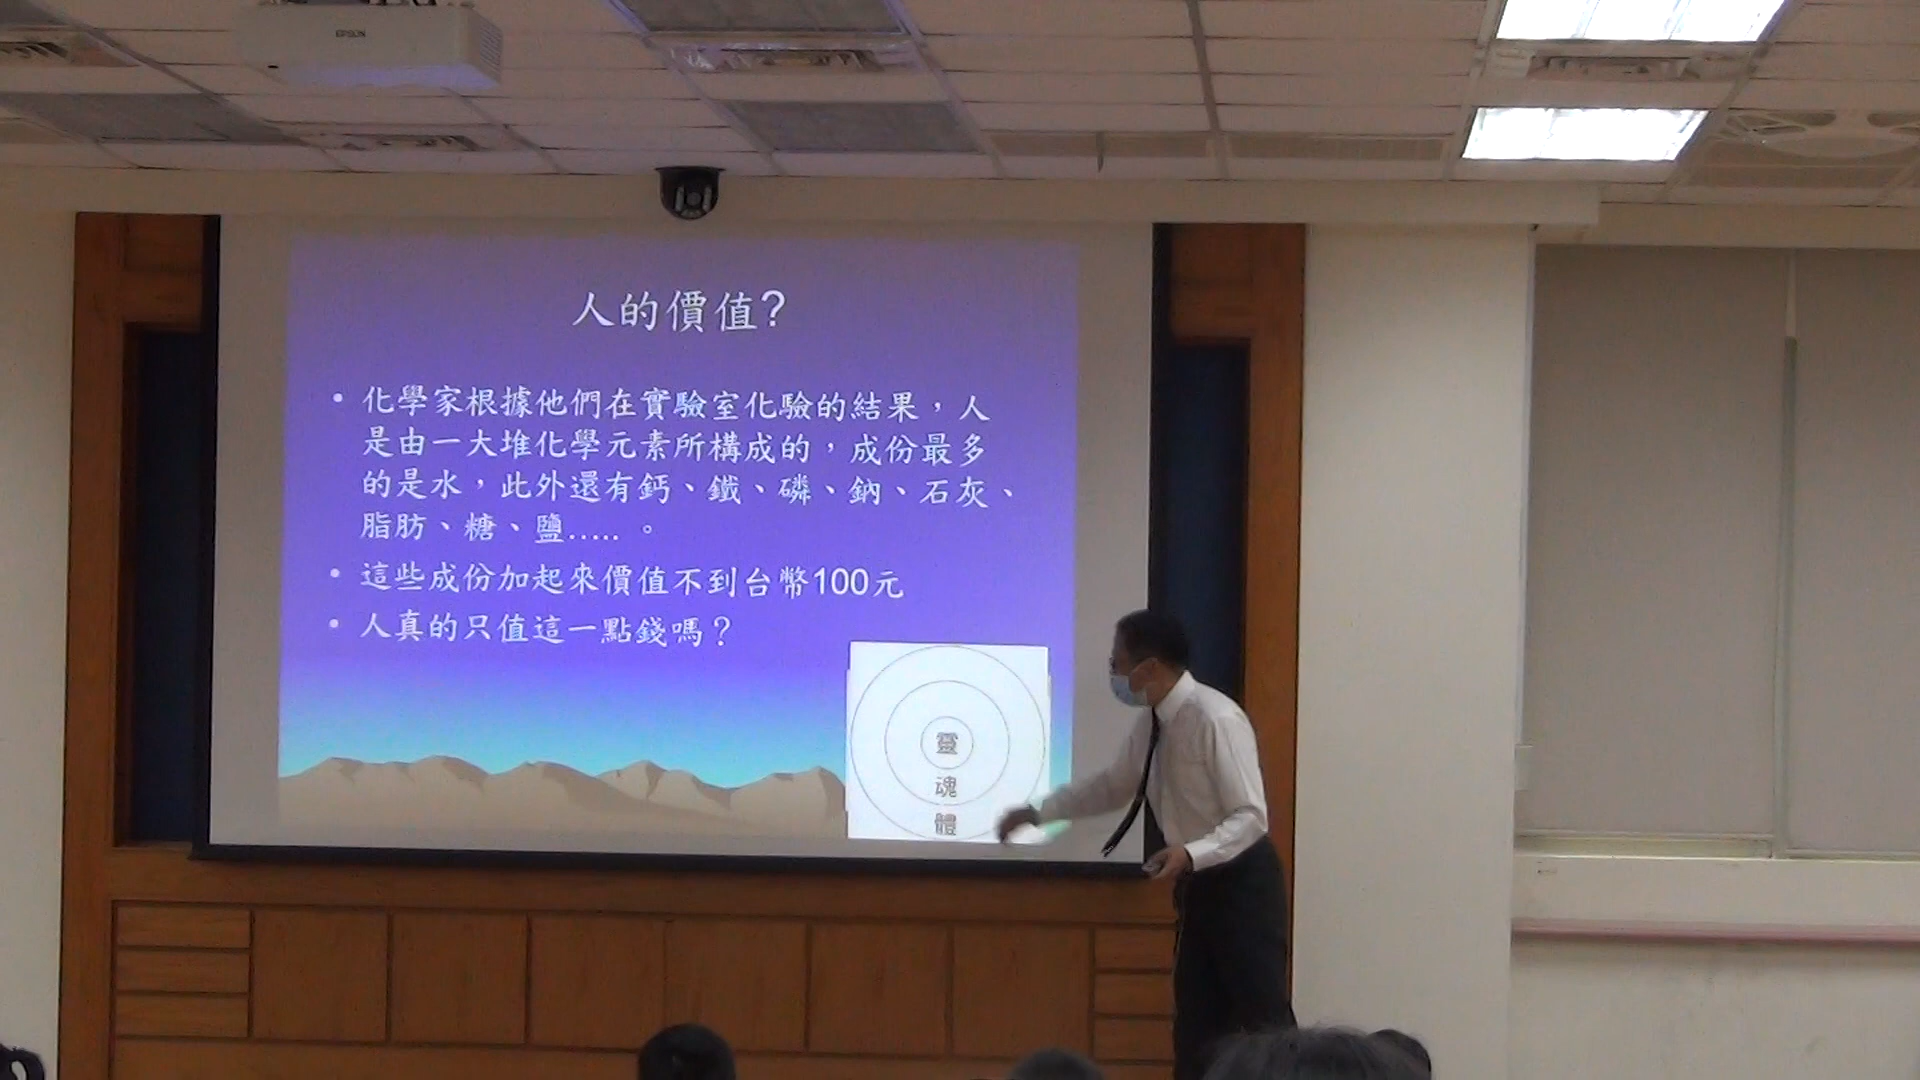 EPSON
人的價值?
• 化學家根據他們在實驗室化驗的結果，人
是由一大堆化學元素所構成的，成份最多
的是水，此外還有鈣、鐵、磷、鈉、石灰、
脂肪、糖、鹽..... 。
• 這些成份加起來價值不到台幣100元
• 人真的只值這一點錢嗎？
靈
魂
體